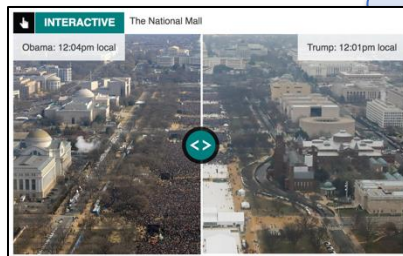 INTERACTIVE The National Mall
Obama: 12:04pm local Trump: 12:01pm local